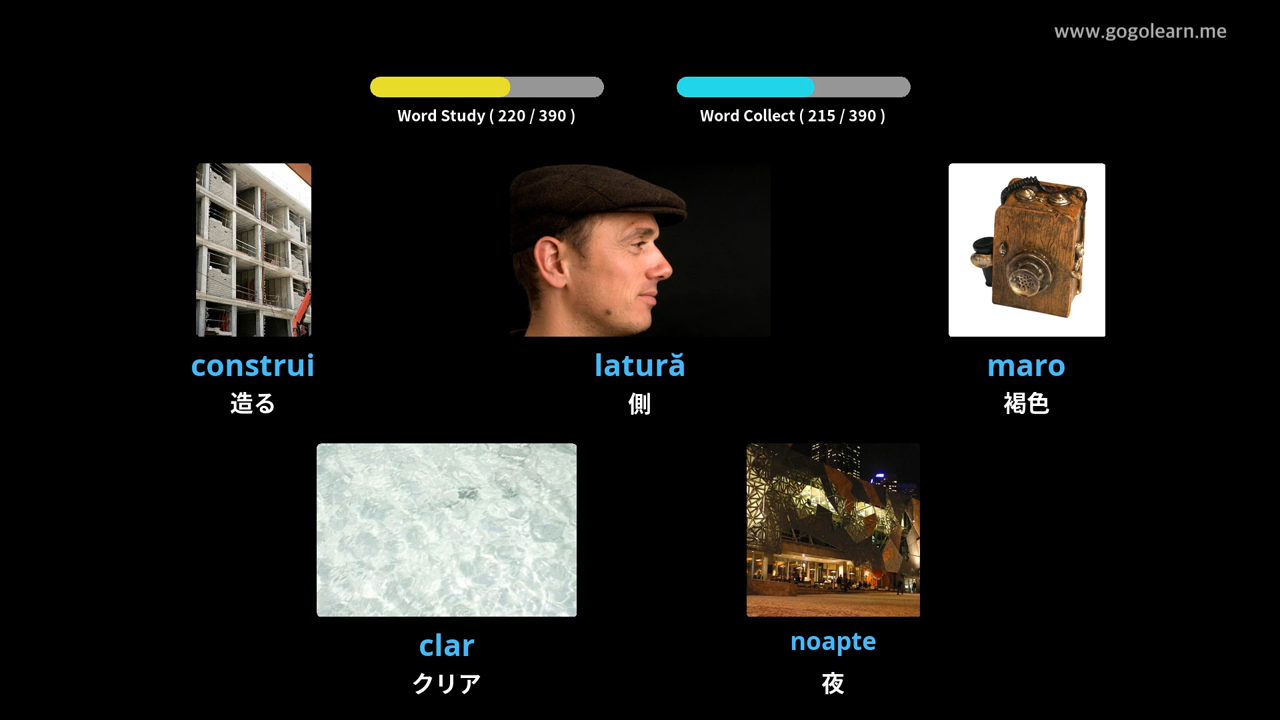 www.gogolearn.me
Word Study ( 220 / 390 )
Word Collect ( 215 / 390 )
construi
造る
latură
側
maro
褐色
clar
クリア
noapte
夜